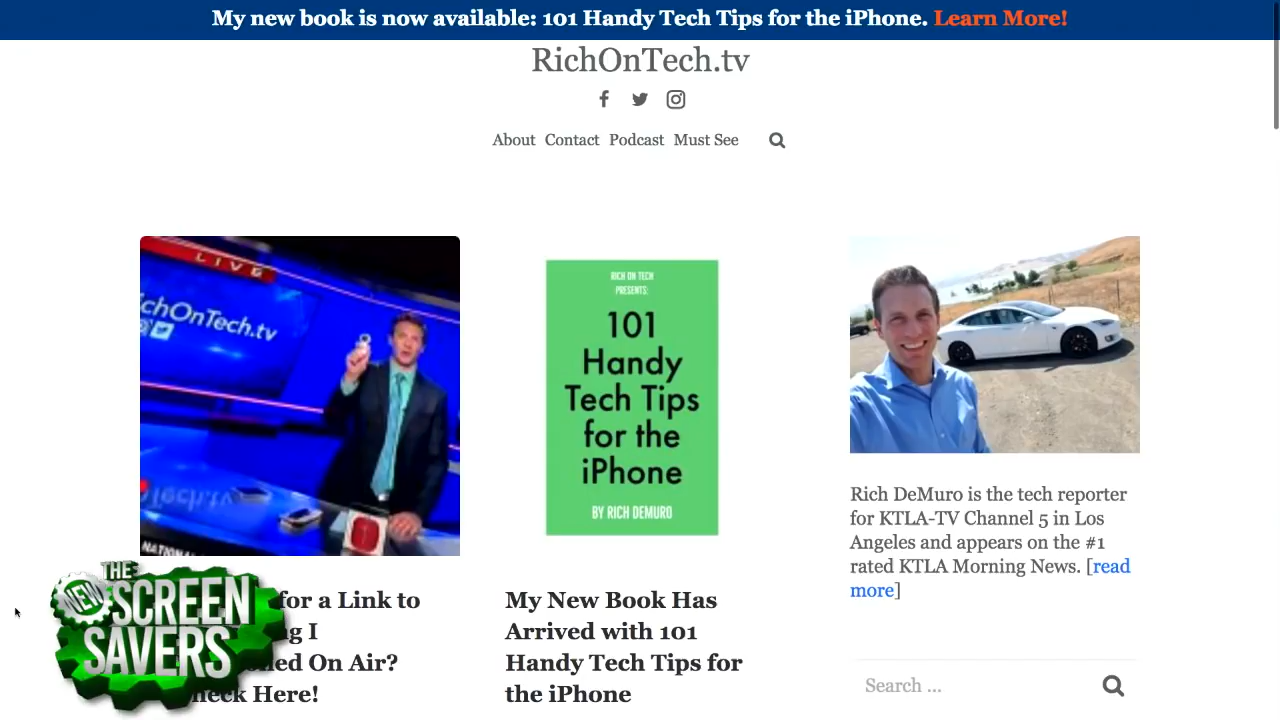 My new book is now available: 101 Handy Tech Tips for the iPhone. Learn More!
RichOnTech.tv
About Contact Podcast Must See
LIVE
chOnTech.tv
NATIONAL
RICH ON TECH
PRESENTS:
101
Handy
Tech Tips
for the
iPhone
BY RICH DEMURO
Rich DeMuro is the tech reporter
for KTLA-TV Channel 5 in Los
Angeles and appears on the #1
rated KTLA Morning News. [read
more]
for a Link to
I
On Air?
Here!
My New Book Has
Arrived with 101
Handy Tech Tips for
the iPhone
Search ...
THE
NEW
SCREEN
SAVERS